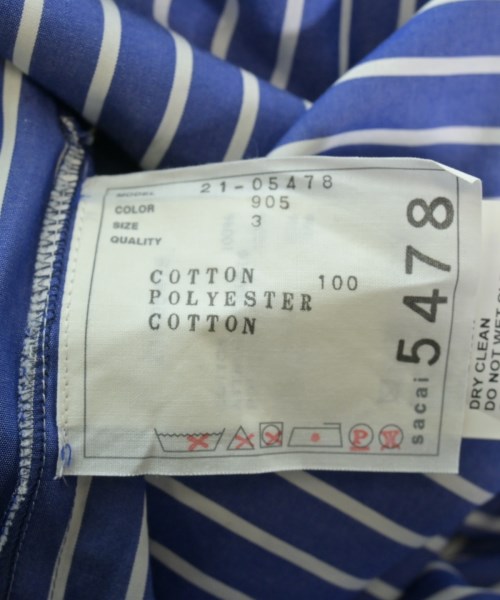 MODEL 21-05478
COLOR 905
SIZE 3
QUALITY
COTTON 100
POLYESTER
COTTON
sacai 5478
P
DRY CLEAN
DO NOT WET